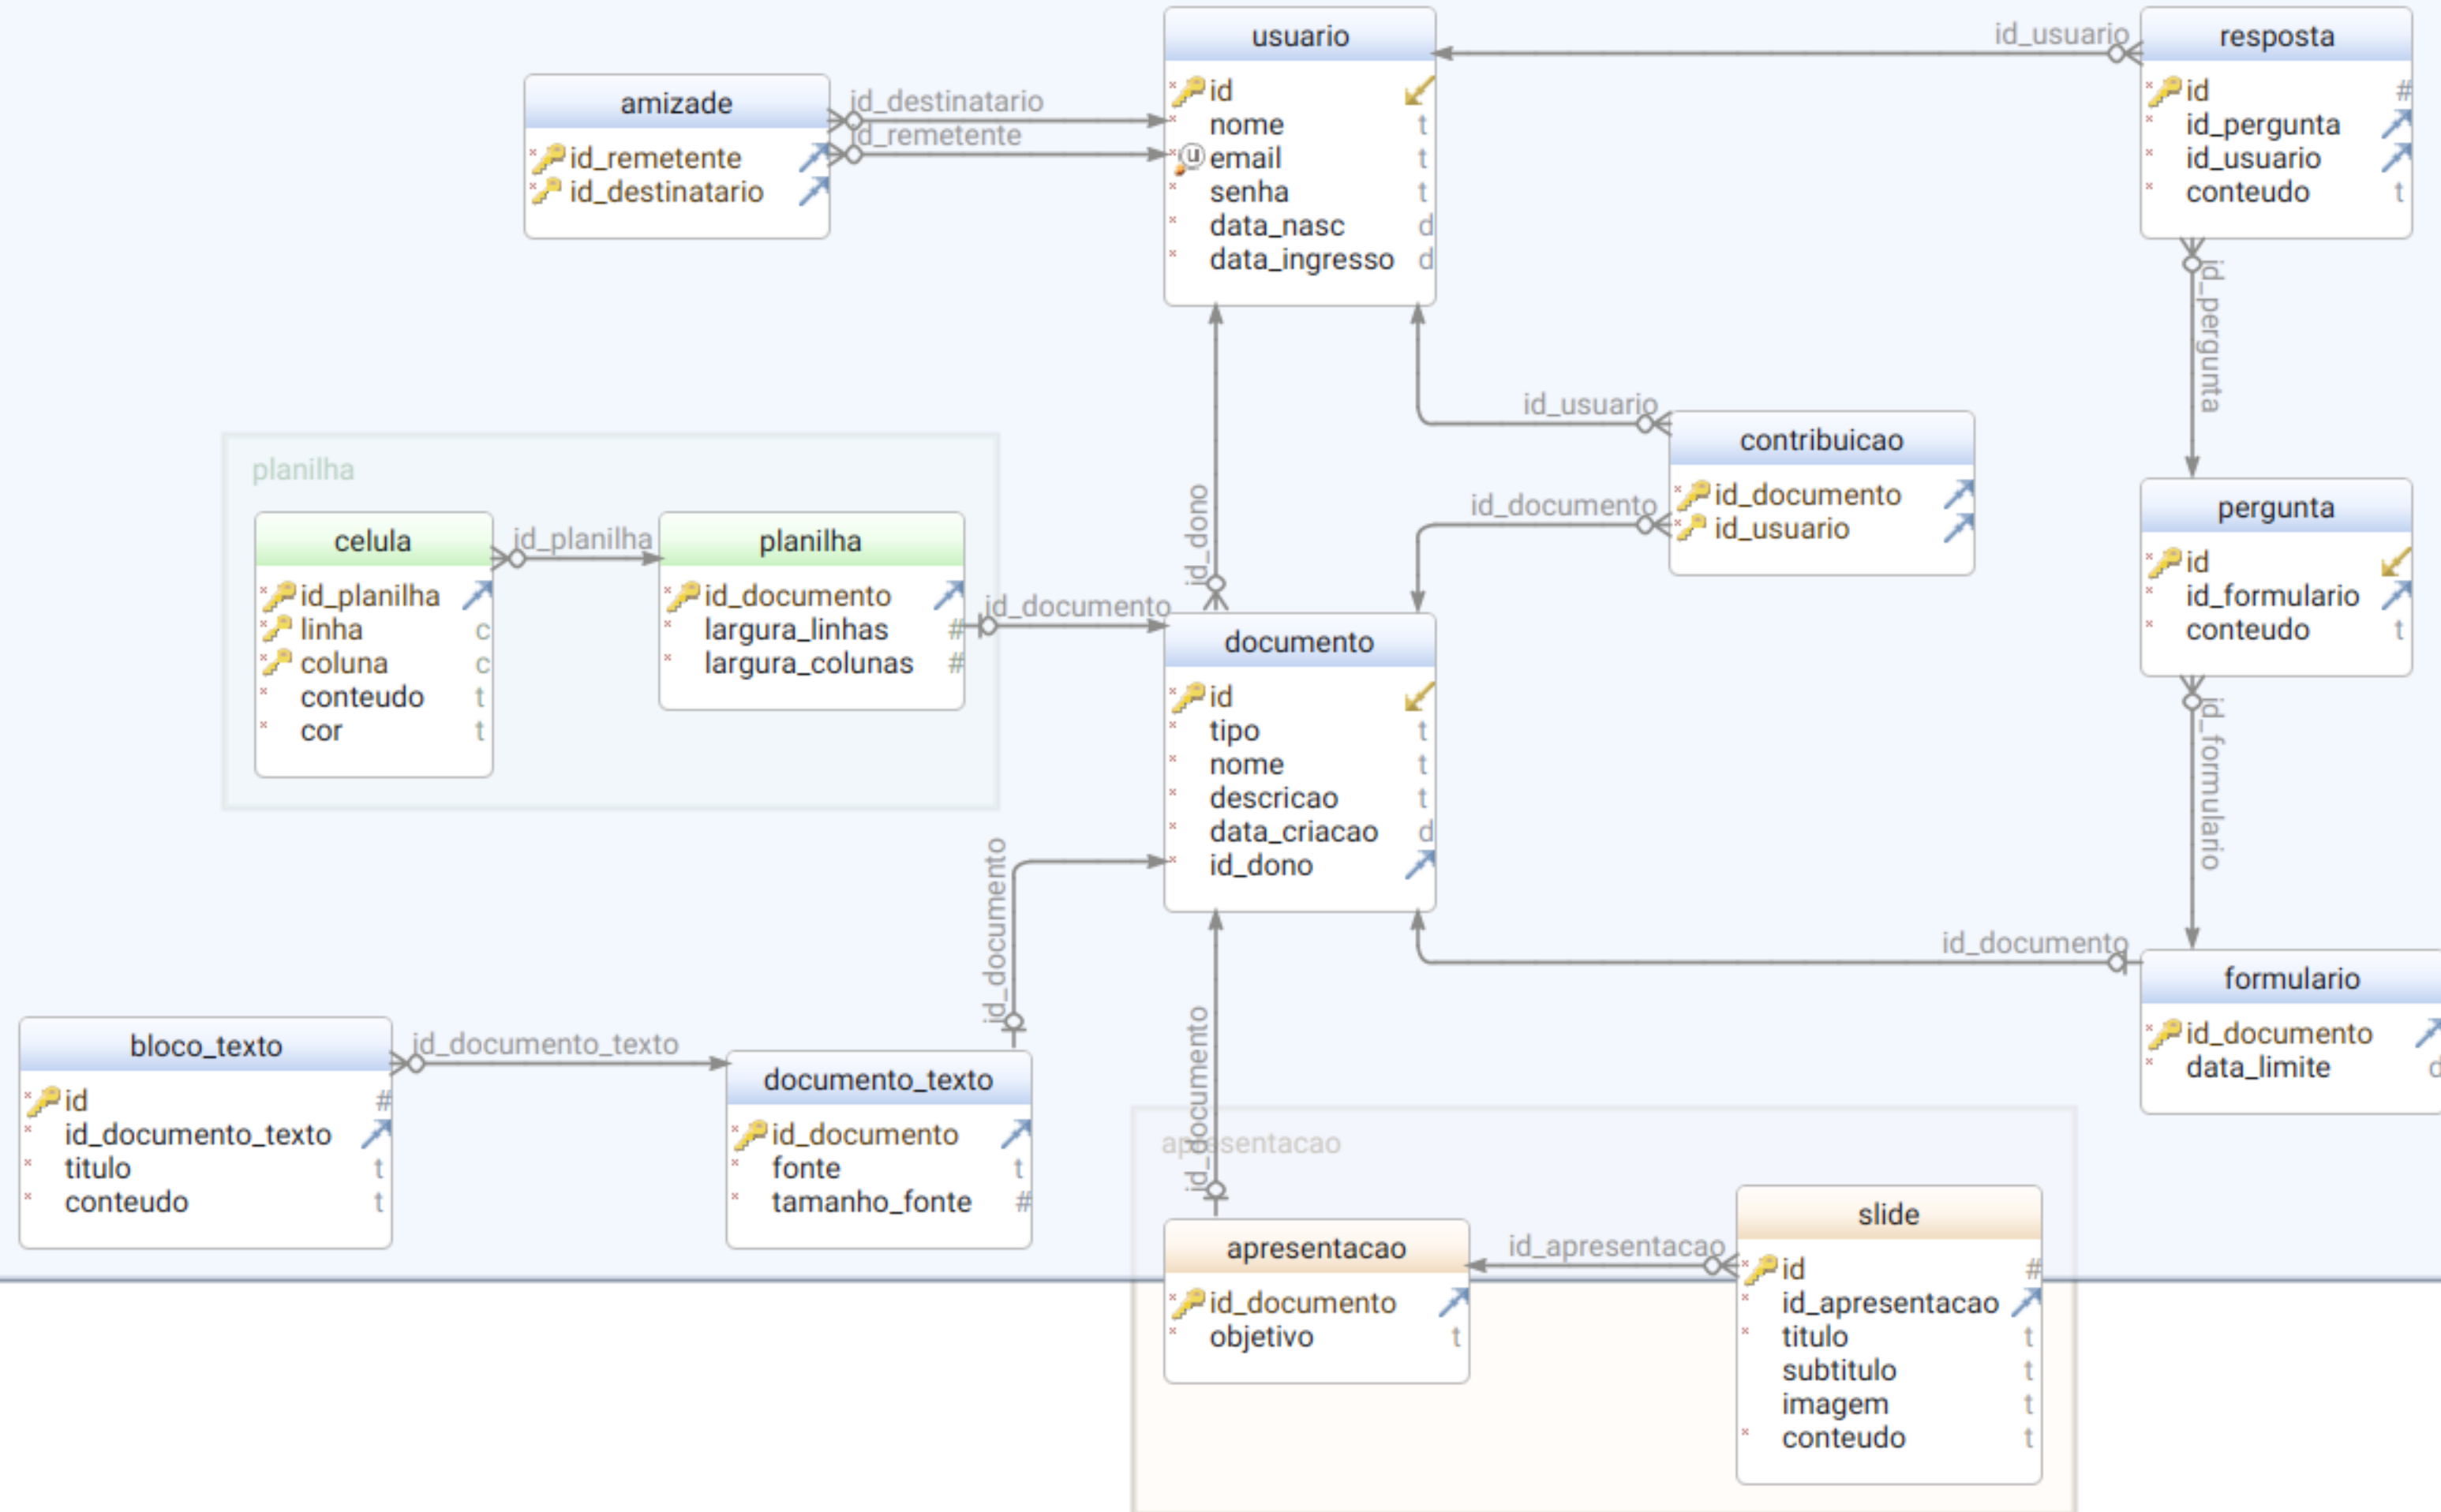 usuario
id
nome t
email t
senha t
data_nasc d
data_ingresso d
id_usuario
resposta
id #
id_pergunta
id_usuario
conteudo t
amizade
id_remetente
id_destinatario
id_destinatario
id_remetente
id_pergunta
planilha
celula
id_planilha
linha c
coluna c
conteudo t
cor t
id_planilha
planilha
id_documento
largura_linhas #
largura_colunas #
id_documento
id_dono
id_usuario
id_documento
contribuicao
id_documento
id_usuario
pergunta
id
id_formulario
conteudo t
documento
id
tipo t
nome t
descricao t
data_criacao d
id_dono
id_formulario
id_documento
id_documento
formulario
id_documento
data_limite d
bloco_texto
id #
id_documento_texto
titulo t
conteudo t
id_documento_texto
documento_texto
id_documento
fonte t
tamanho_fonte #
id_documento
apresentacao
apresentacao
id_documento
objetivo t
id_apresentacao
slide
id #
id_apresentacao
titulo t
subtitulo t
imagem t
conteudo t